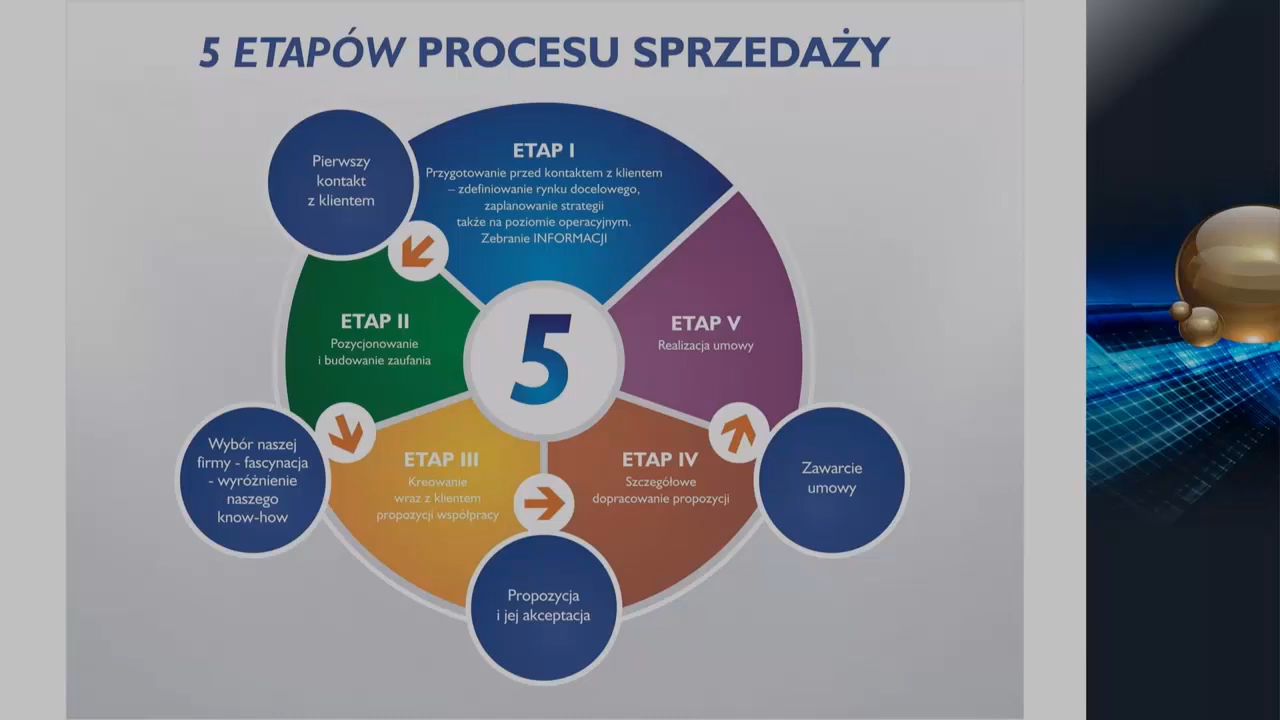 5 ETAPÓW PROCESU SPRZEDAŻY
ETAP I
Przygotowanie przed kontaktem z klientem
– zdefiniowanie rynku docelowego,
zaplanowanie strategii
także na poziomie operacyjnym.
Zebranie INFORMACJI
Pierwszy
kontakt
z klientem
ETAP II
Pozycjonowanie
i budowanie zaufania
Wybór naszej
firmy - fascynacja
- wyróżnienie
naszego
know-how
ETAP III
Kreowanie
wraz z klientem
propozycji współpracy
Propozycja
i jej akceptacja
ETAP IV
Szczegółowe
dopracowanie propozycji
Zawarcie
umowy
ETAP V
Realizacja umowy
5